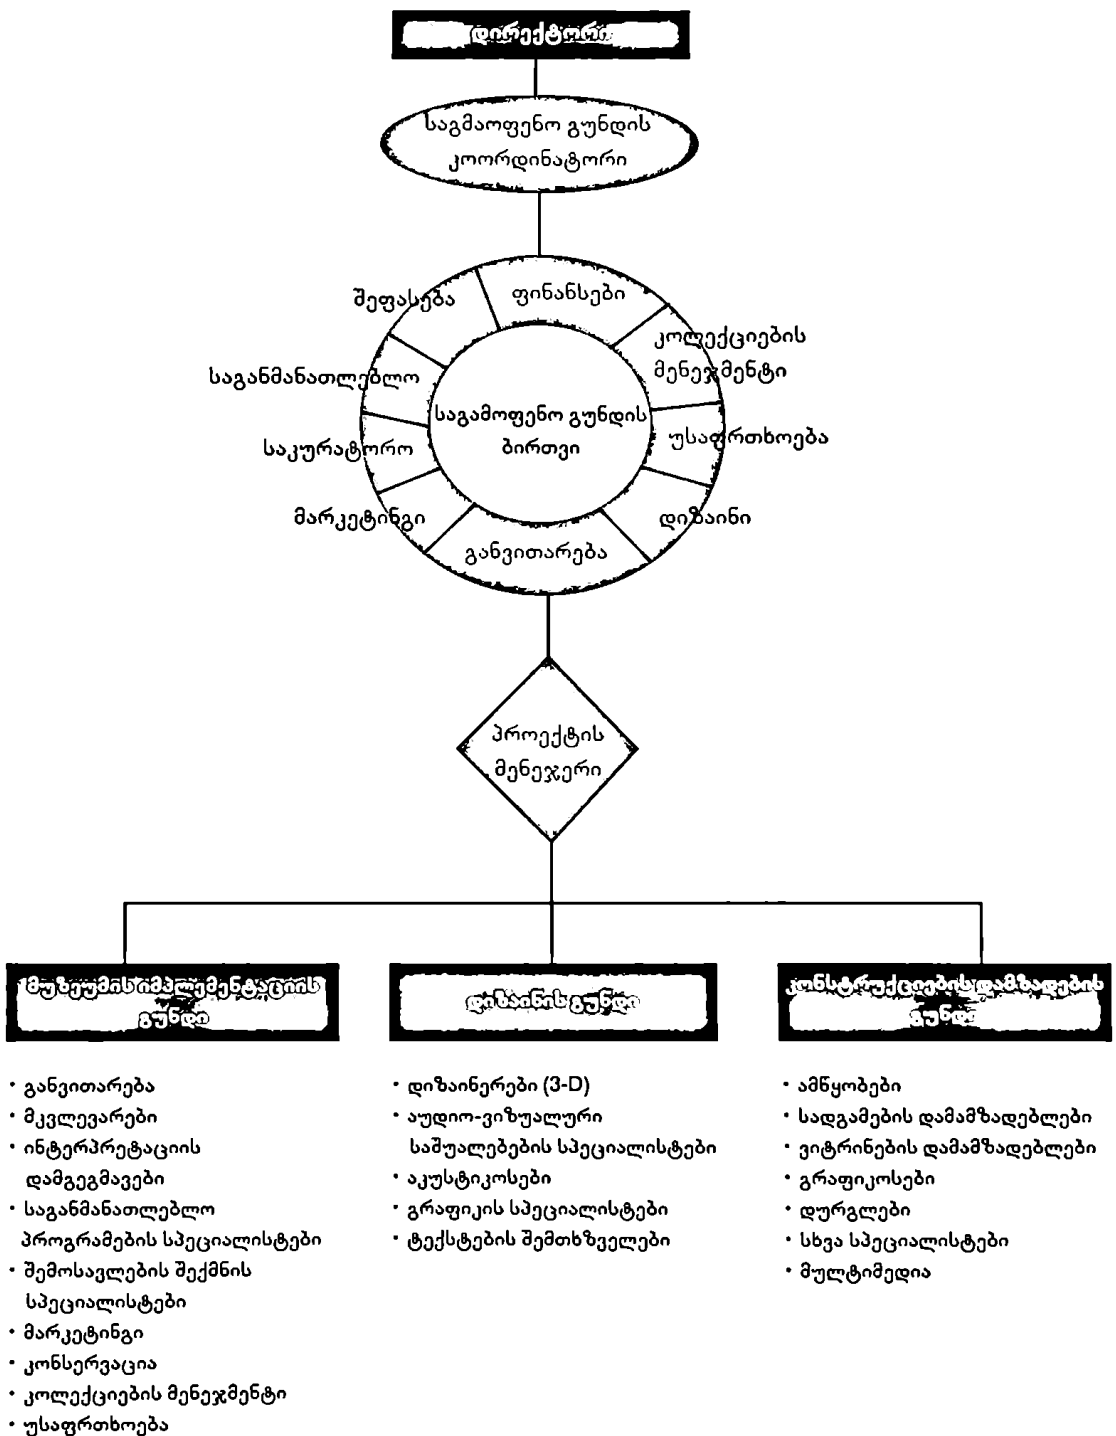 დირექტორი
საგმაოფენო გუნდის
კოორდინატორი
შეფასება
ფინანსები
კოლექციების
მენეჯმენტი
საგანმანათლებლო
საგამოფენო გუნდის
ბირთვი
უსაფრთხოება
საკურატორო
მარკეტინგი
დიზაინი
განვითარება
პროექტის
მენეჯერი
მუზეუმის იმპლემენტაციის
გუნდი
დიზაინის გუნდი
კონსტრუქციების დამზადების
გუნდი
· განვითარება
· მკვლევარები
· ინტერპრეტაციის
დამგეგმავები
· საგანმანათლებლო
პროგრამების სპეციალისტები
· შემოსავლების შექმნის
სპეციალისტები
· მარკეტინგი
· კონსერვაცია
· კოლექციების მენეჯმენტი
· უსაფრთხოება
· დიზაინერები (3-D)
· აუდიო-ვიზუალური
საშუალებების სპეციალისტები
· აკუსტიკოსები
· გრაფიკის სპეციალისტები
· ტექსტების შემთხზველები
· ამწყობები
· სადგამების დამამზადებლები
· ვიტრინების დამამზადებლები
· გრაფიკოსები
· დურგლები
· სხვა სპეციალისტები
· მულტიმედია